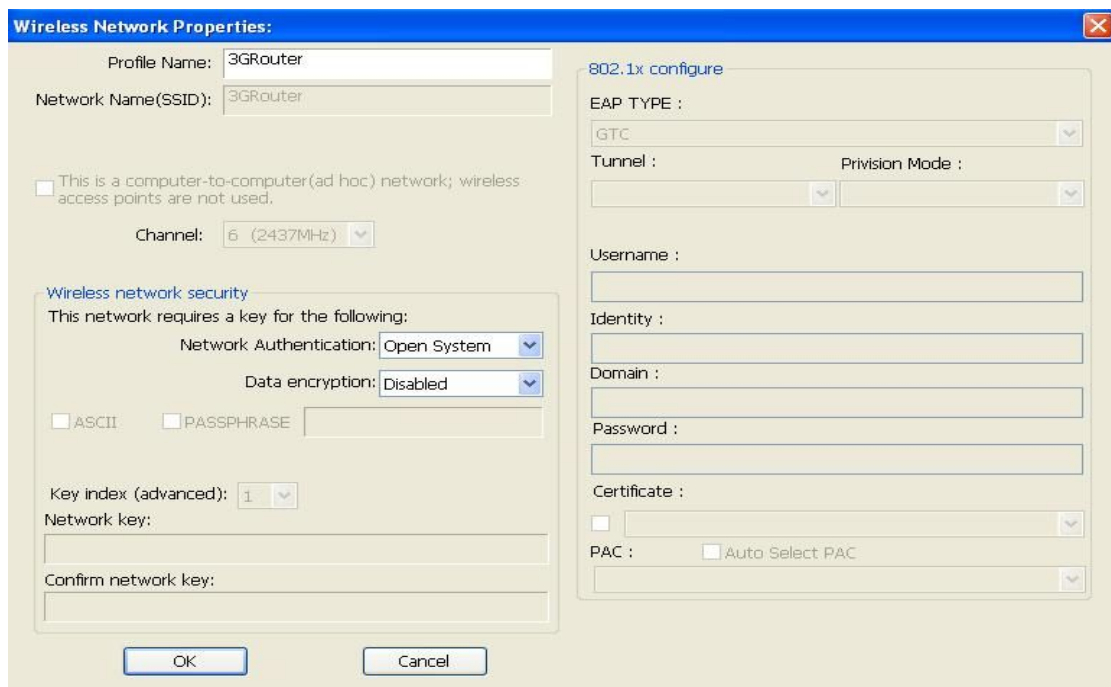 Wireless Network Properties:
Profile Name: 3GRouter
Network Name(SSID): 3GRouter
This is a computer-to-computer(ad hoc) network; wireless
access points are not used.
Channel: 6 (2437MHz)
Wireless network security
This network requires a key for the following:
Network Authentication: Open System
Data encryption: Disabled
ASCII PASSPHRASE
Key index (advanced): 1
Network key:
Confirm network key:
OK Cancel
802.1x configure
EAP TYPE :
GTC
Tunnel : Privision Mode :
Username :
Identity :
Domain :
Password :
Certificate :
PAC : Auto Select PAC